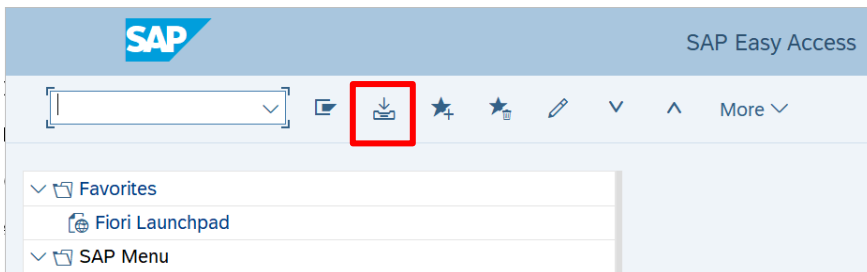 SAP
SAP Easy Access
More
Favorites
Fiori Launchpad
SAP Menu